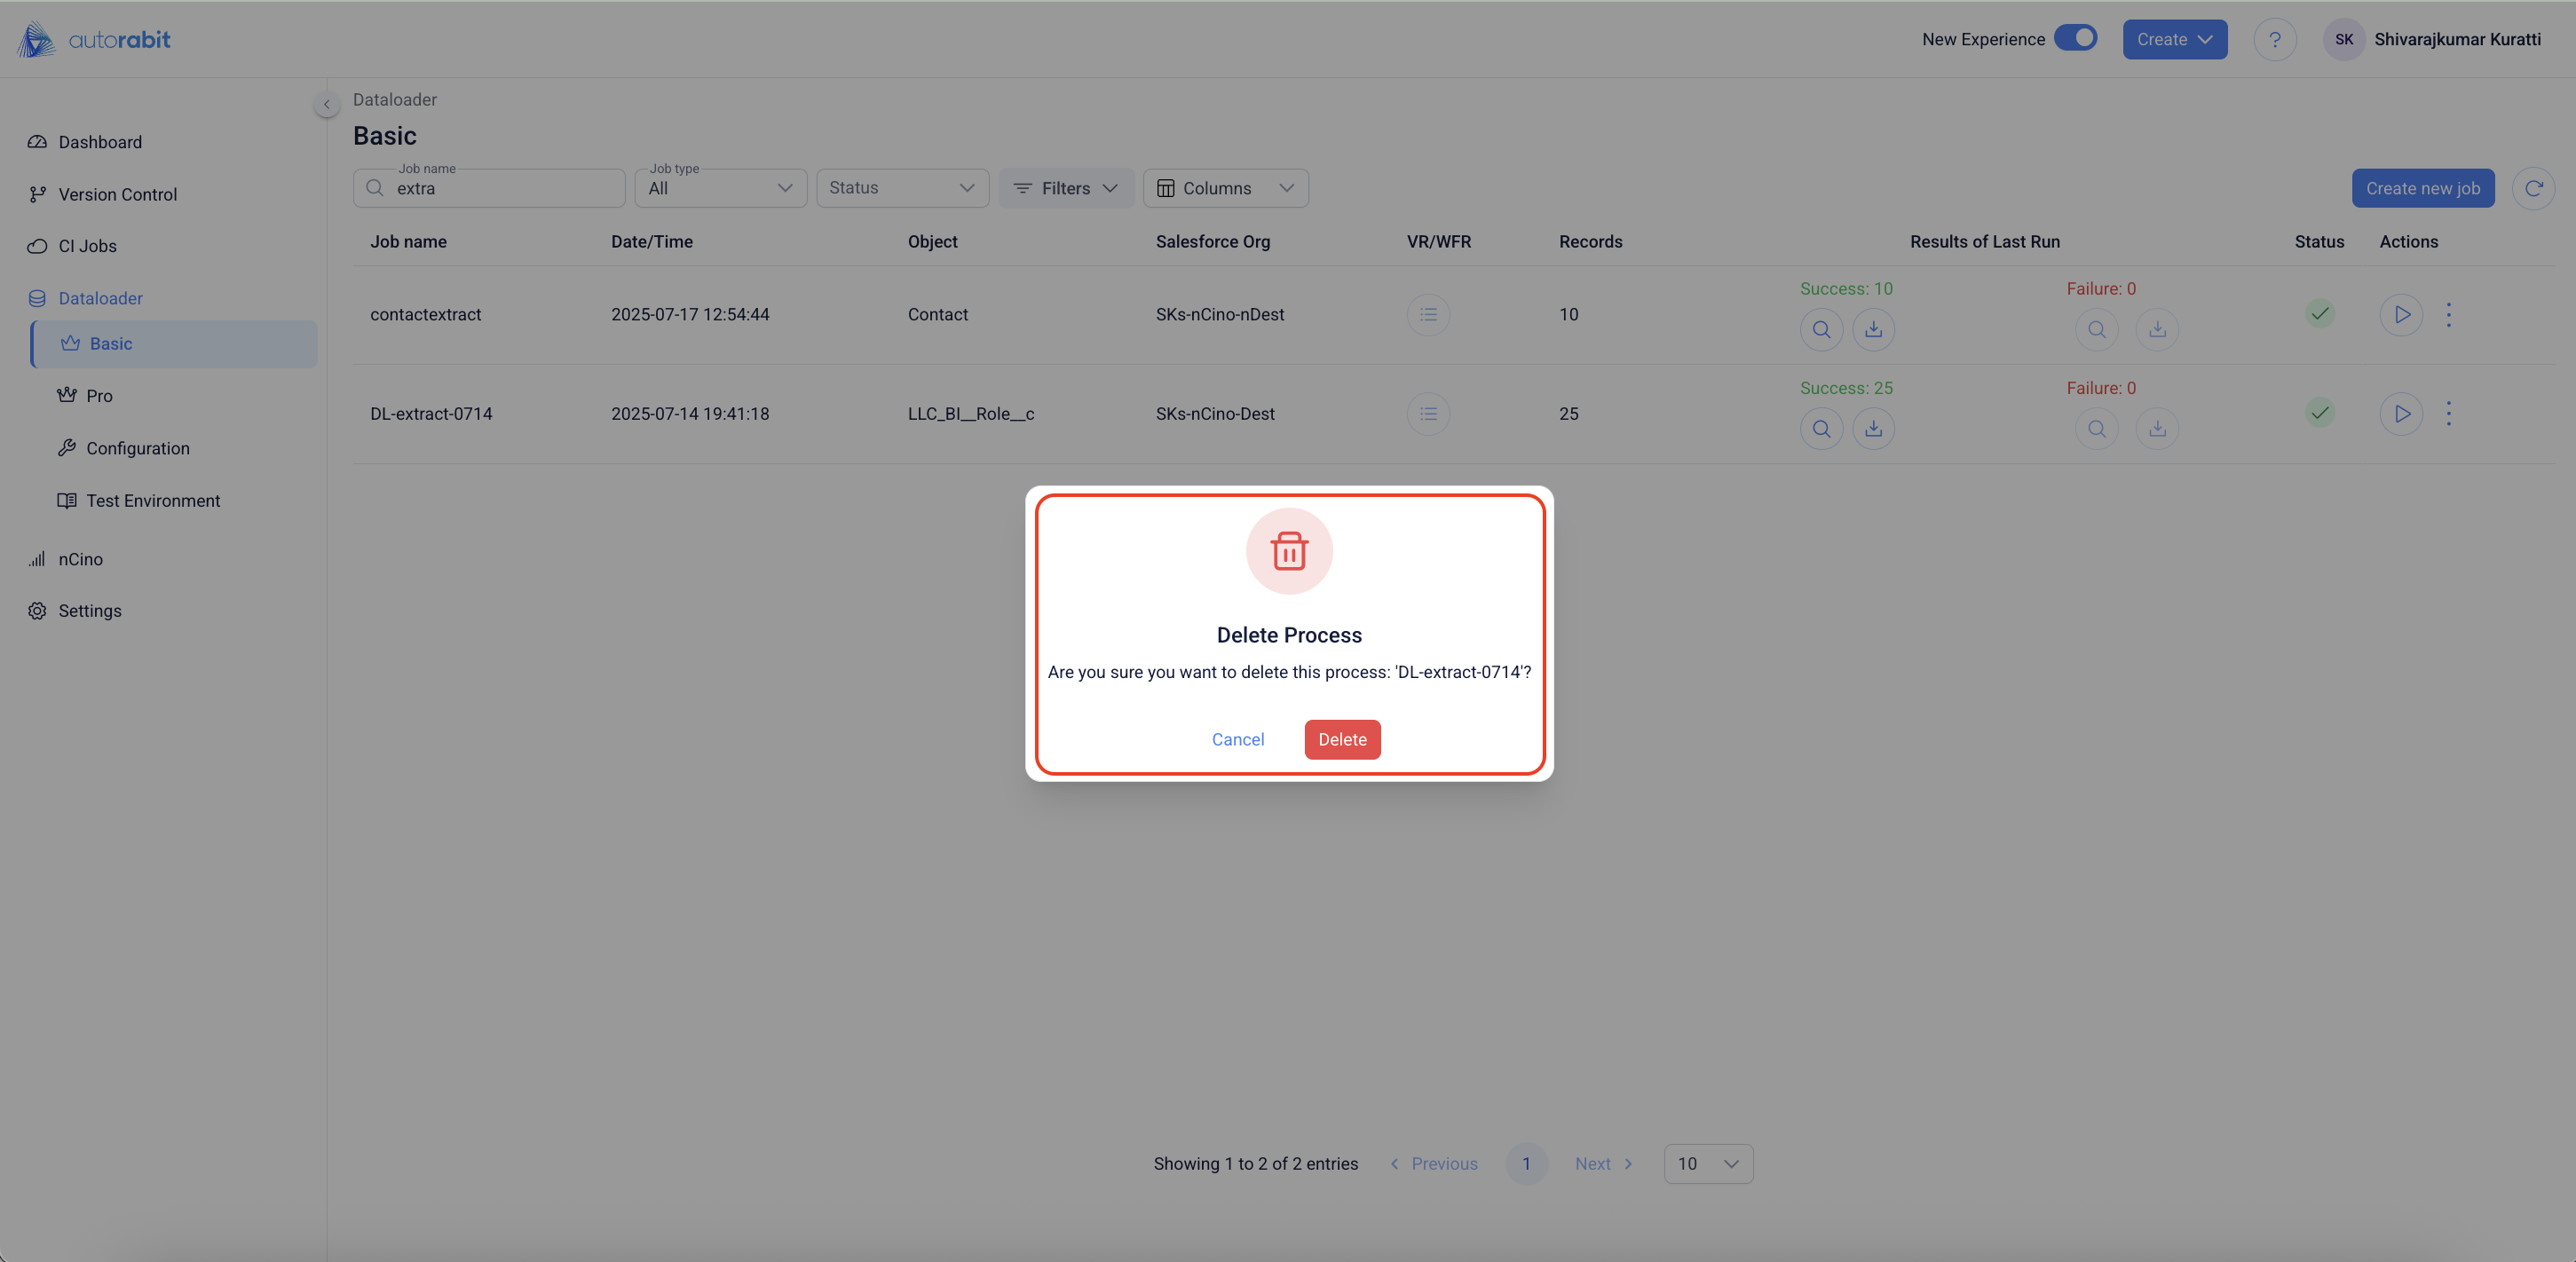 autorabit
New Experience
Create
?
SK
Shivarajkumar Kuratti
Dashboard
Version Control
CI Jobs
Dataloader
Basic
Pro
Configuration
Test Environment
nCino
Settings
Dataloader
Basic
Job name
extra
Job type
All
Status
Filters
Columns
Create new job
Job name Date/Time Object Salesforce Org VR/WFR Records Results of Last Run Status Actions
Success: 10 Failure: 0
contactextract 2025-07-17 12:54:44 Contact SKs-nCino-nDest 10
Success: 25 Failure: 0
DL-extract-0714 2025-07-14 19:41:18 LLC_BI__Role__c SKs-nCino-Dest 25
Delete Process
Are you sure you want to delete this process: 'DL-extract-0714'?
Cancel Delete
Showing 1 to 2 of 2 entries Previous 1 Next 10